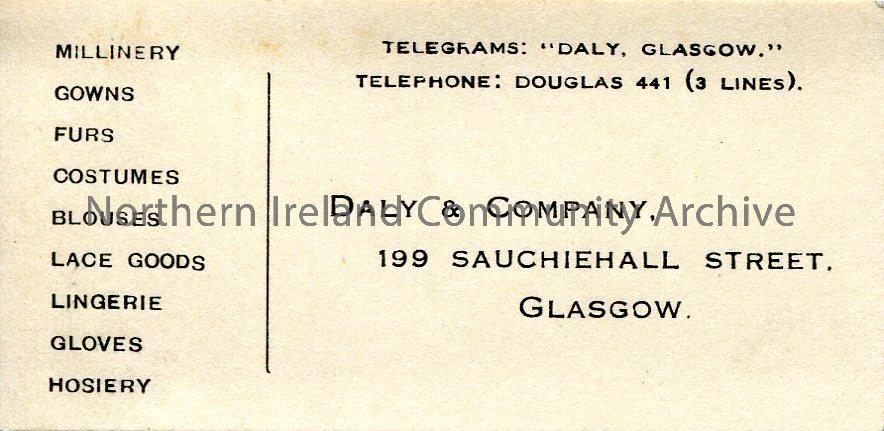 MILLINERY
GOWNS
FURS
COSTUMES
BLOUSES
LACE GOODS
LINGERIE
GLOVES
HOSIERY
TELEGRAMS: "DALY, GLASGOW."
TELEPHONE: DOUGLAS 441 (3 LINES).
DALY & COMPANY,
199 SAUCHIEHALL STREET.
GLASGOW.
Northern Ireland Community Archive